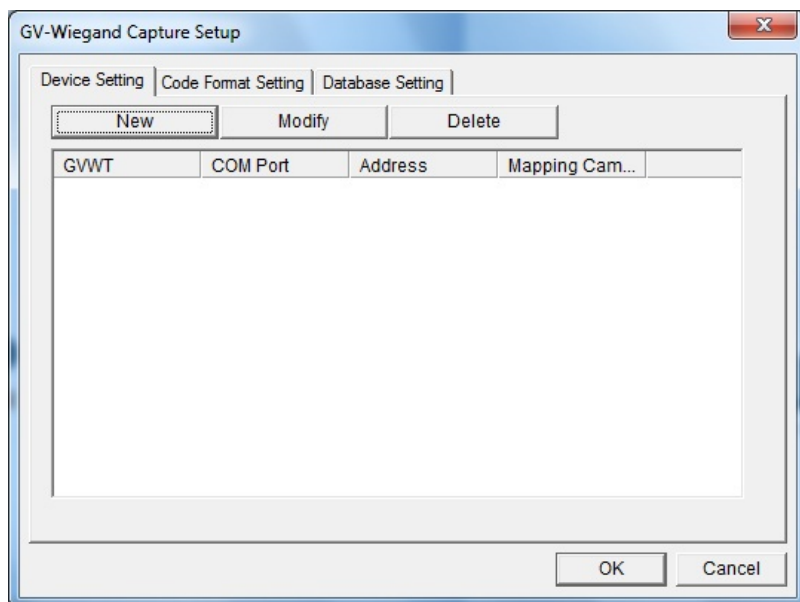 GV-Wiegand Capture Setup
Device Setting Code Format Setting Database Setting
New Modify Delete
GVWT COM Port Address Mapping Cam...
OK Cancel